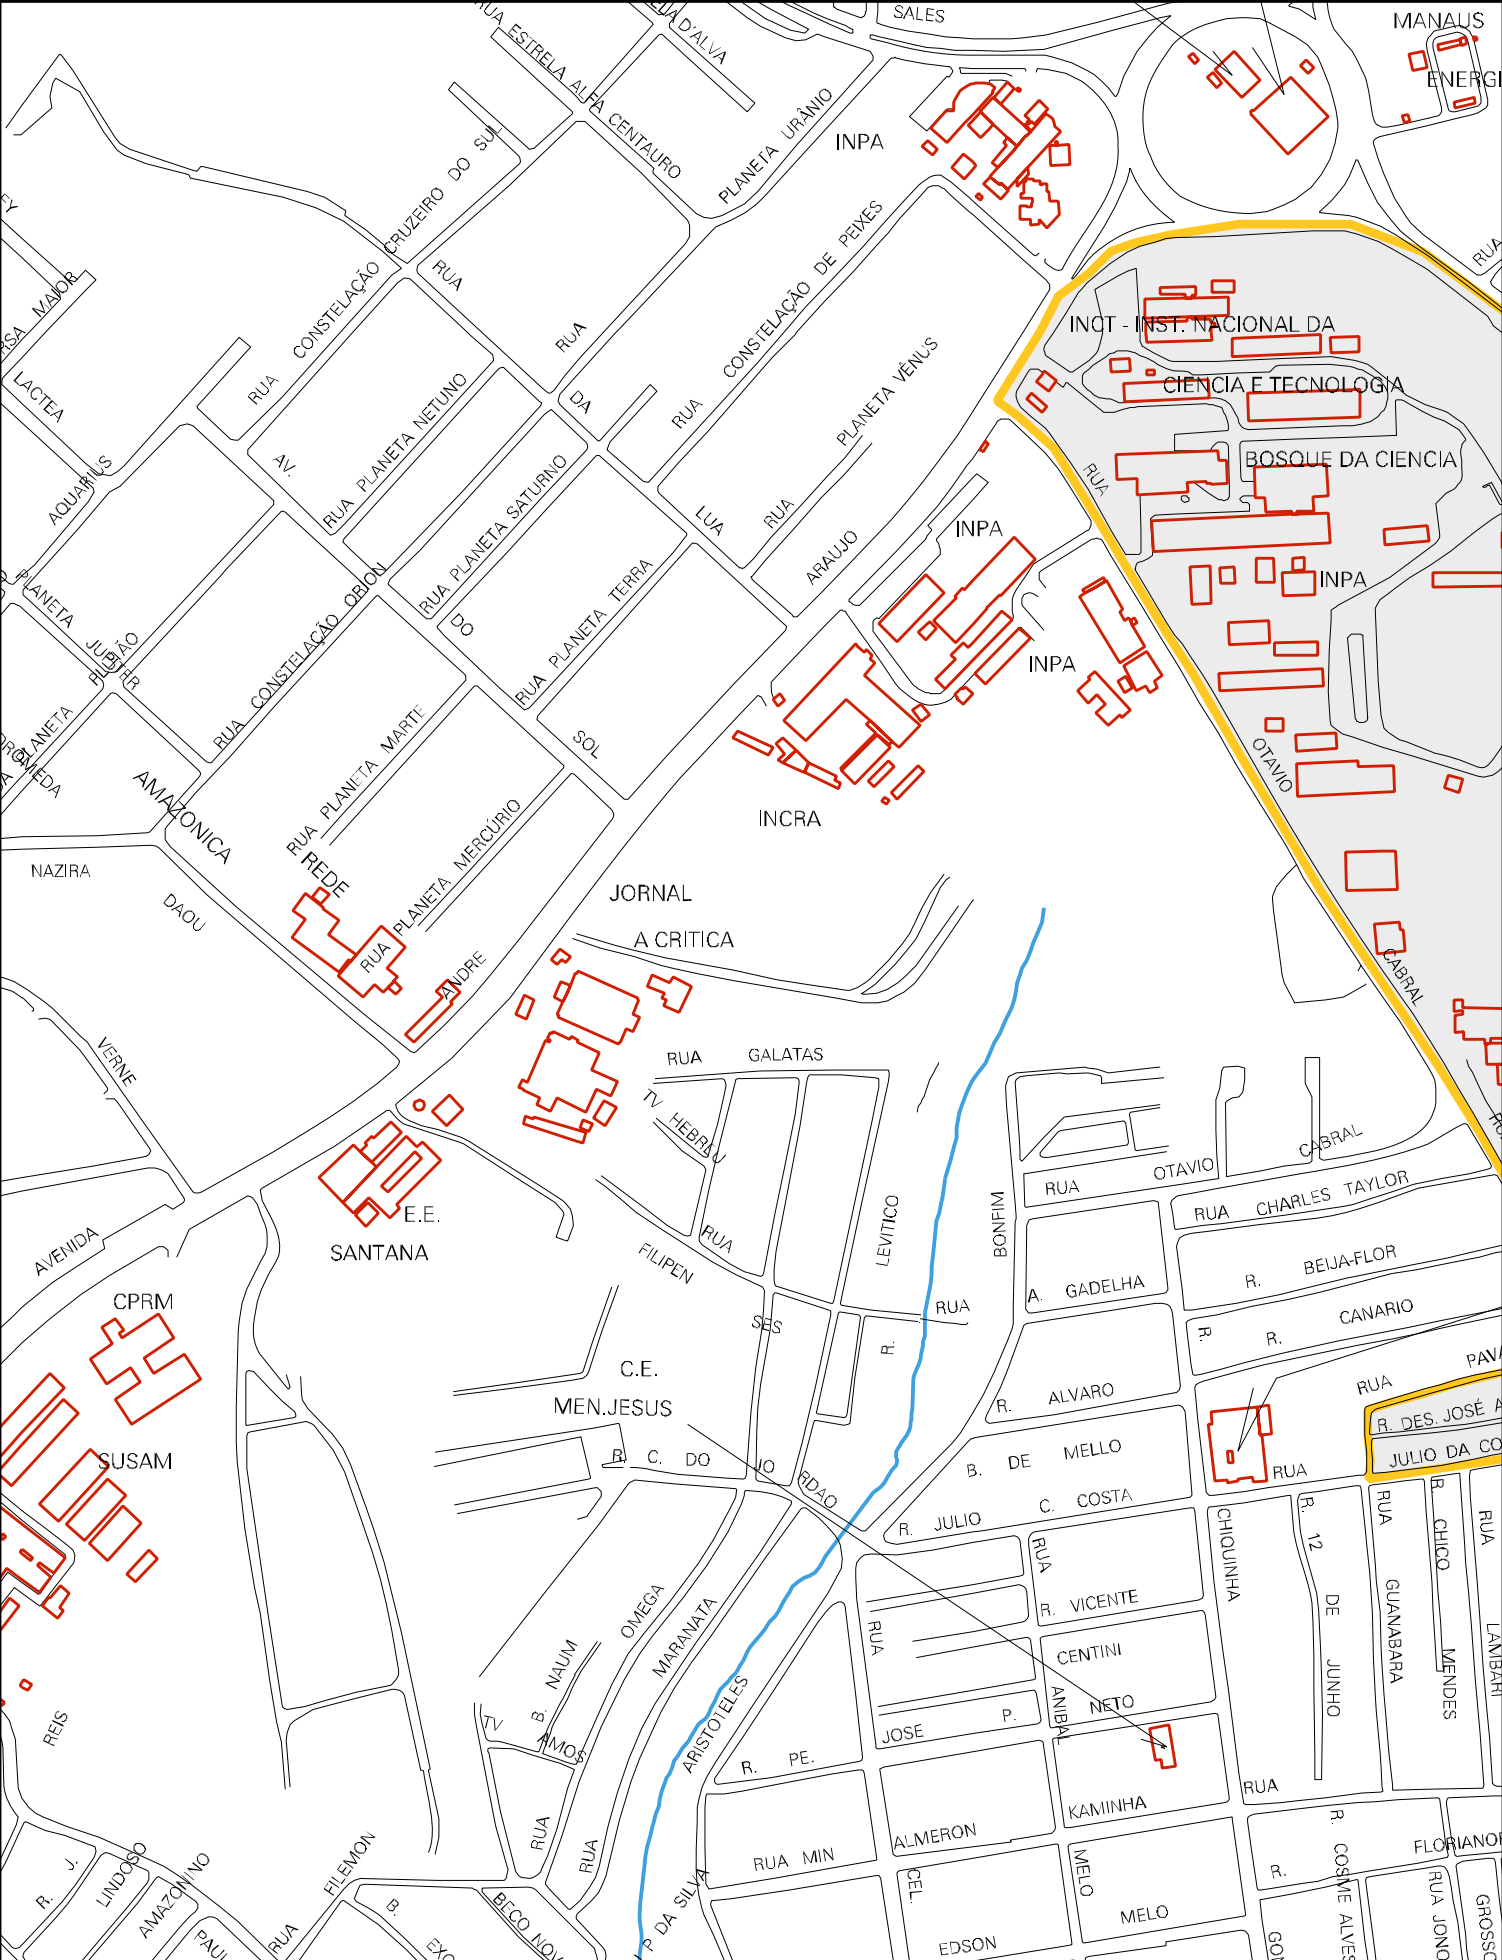 SALES
MANAUS
ENERGI
RUA ESTRELA ALFA CENTAURO
D'ALVA
INPA
PLANETA URÂNIO
RUA CONSTELAÇÃO CRUZEIRO DO SUL
RUA CONSTELAÇÃO DE PEIXES
RUA DA LUA
RUA
RUA
MAIOR
LACTEA
AQUARIUS
INCT - INST. NACIONAL DA
CIENCIA E TECNOLOGIA
BOSQUE DA CIENCIA
INPA
RUA PLANETA VÊNUS
RUA PLANETA NETUNO
RUA PLANETA SATURNO
RUA PLANETA TERRA
AV.
DO
SOL
ARAUJO
INPA
INPA
RUA
OTAVIO
CABRAL
PLANETA
JUPITER
PLUTÃO
PLANETA
RUA CONSTELAÇÃO ORION
RUA PLANETA MARTE
RUA PLANETA MERCÚRIO
REDE
AMAZONICA
NAZIRA
DAOU
INCRA
JORNAL
A CRITICA
ANDRE
VERNE
AVENIDA
RUA GALATAS
TV HEBREU
RUA
FILIPEN
SES
LEVITICO
R.
RUA
BONFIM
RUA OTAVIO CABRAL
RUA CHARLES TAYLOR
R. BEIJA-FLOR
R. CANARIO
R.
A. GADELHA
E.E.
SANTANA
CPRM
SUSAM
C.E.
MEN.JESUS
R. C. DO JO RDAO
R. ALVARO
B. DE MELLO
R. JULIO C. COSTA
RUA
RUA
R. DES. JOSÉ A
JULIO DA CO
CHIQUINHA
R. 12 DE JUNHO
RUA GUANABARA
R. CHICO MENDES
RUA LAMBARI
RUA
R. VICENTE
CENTINI
NETO
ANIBAL
MELO
RUA
JOSE P.
R. PE.
KAMINHA
RUA
ALMERON
RUA MIN
CEL.
MELO
EDSON
R. COSME ALVES
FLORIANO
R.
RUA
GROSSO
OMEGA
MARANATA
B. NAUM
TV AMOS
RUA
RUA
ARISTOTELES
P DA SILVA
REIS
R. J.
LINDOSO
AMAZONINO
RUA FILEMON
B.
BECO